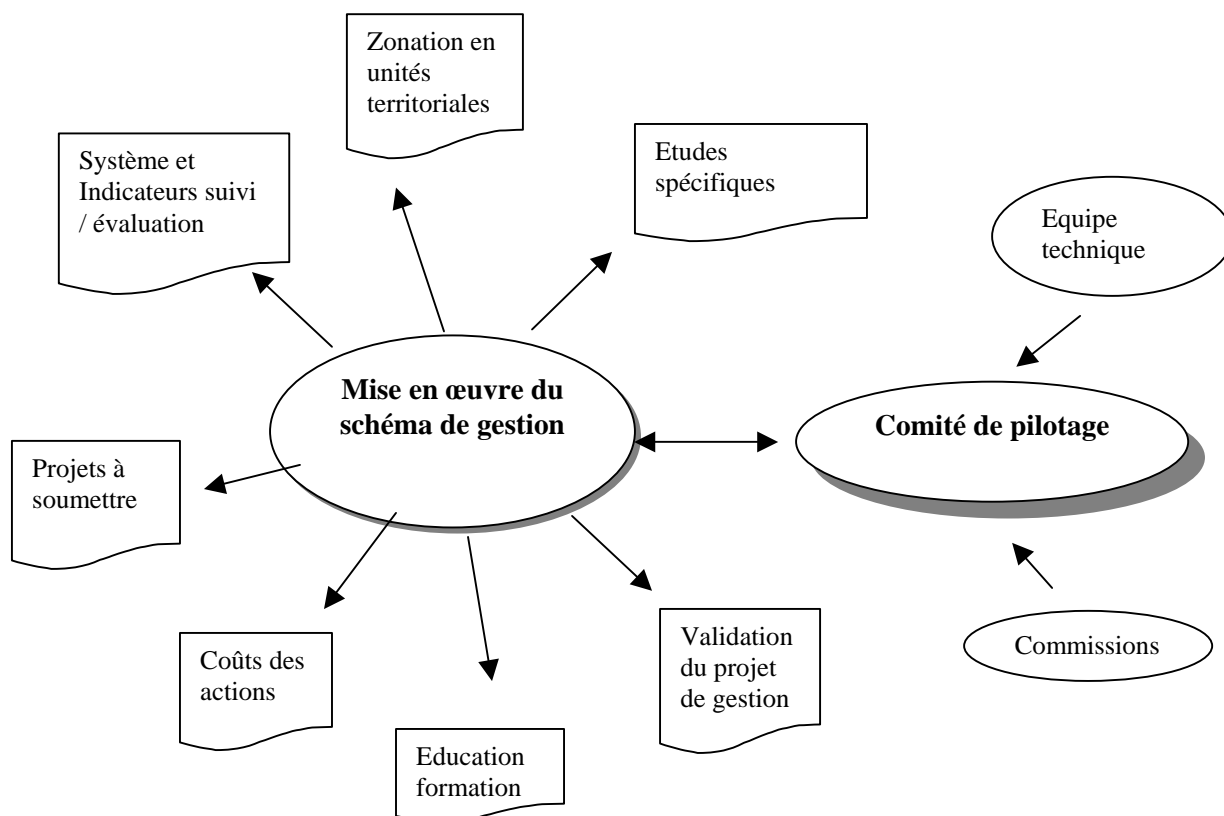 Zonation en
unités
territoriales
Système et
Indicateurs suivi
/ évaluation
Etudes
spécifiques
Equipe
technique
Mise en œuvre du
schéma de gestion
Comité de pilotage
Projets à
soumettre
Coûts des
actions
Education
formation
Validation
du projet
de gestion
Commissions